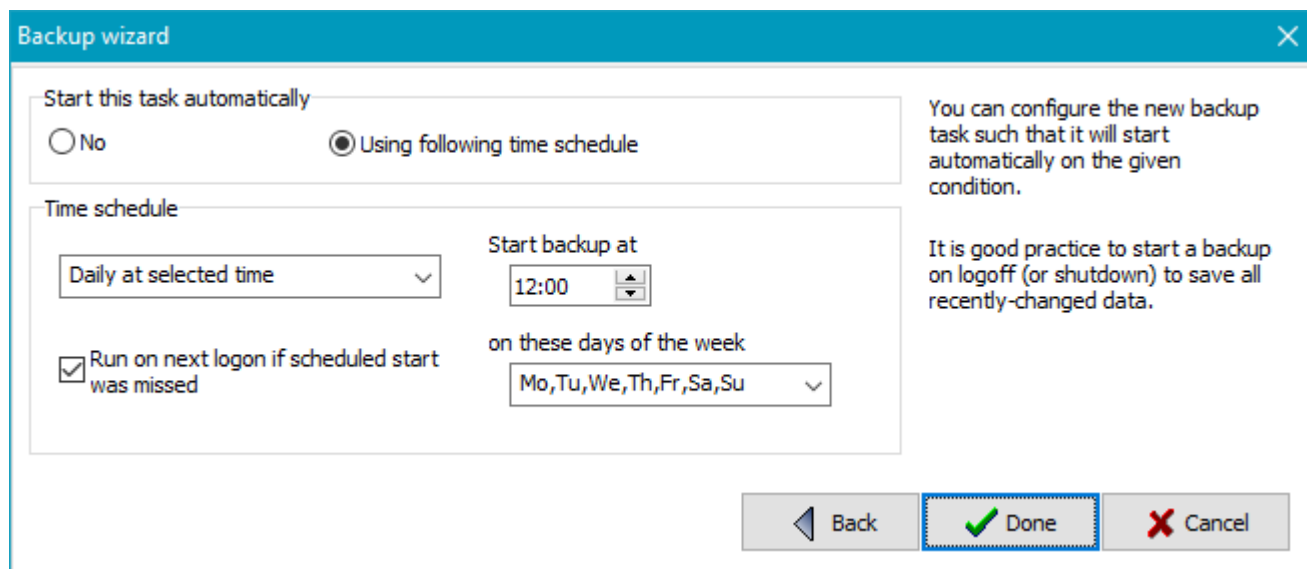 Backup wizard
Start this task automatically
No
Using following time schedule
You can configure the new backup
task such that it will start
automatically on the given
condition.
It is good practice to start a backup
on logoff (or shutdown) to save all
recently-changed data.
Time schedule
Daily at selected time
Start backup at
12:00
Run on next logon if scheduled start
was missed
on these days of the week
Mo,Tu,We,Th,Fr,Sa,Su
Back
Done
Cancel